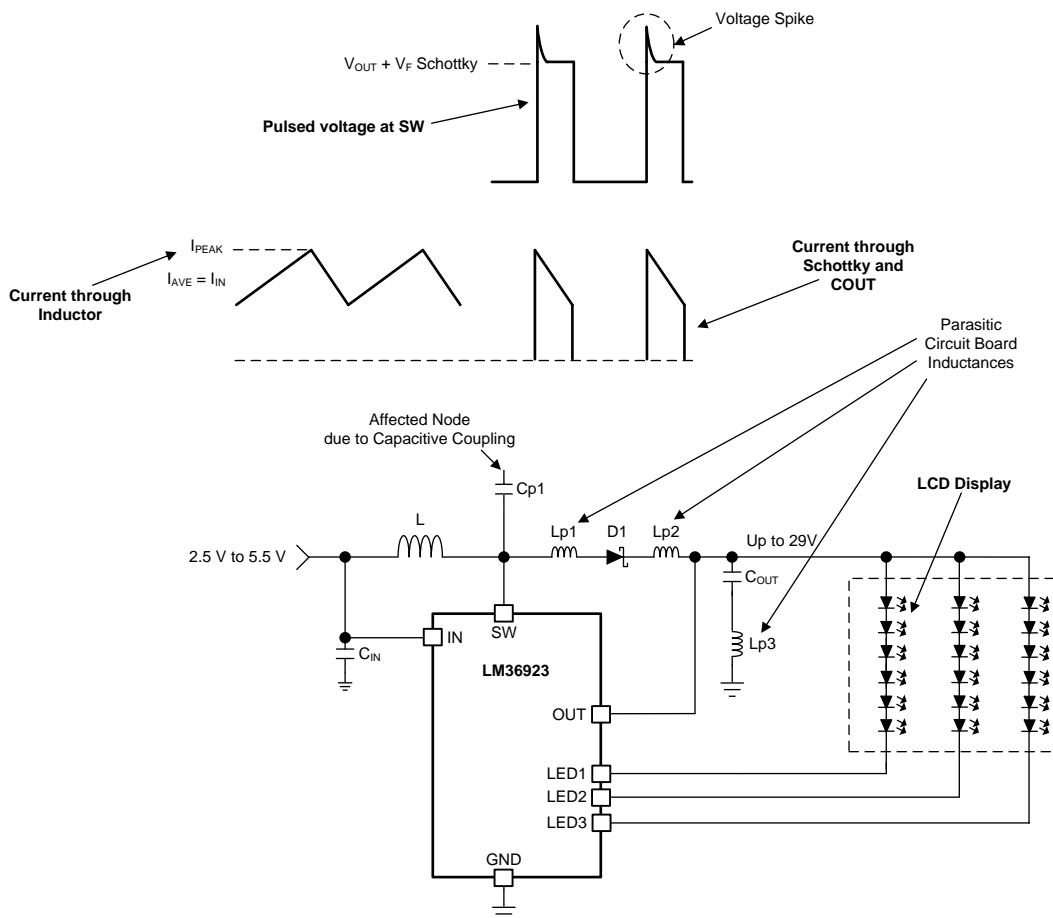 Voltage Spike
VOUT + VF Schottky
Pulsed voltage at SW
IPEAK
IAVE = IIN
Current through
Inductor
Current through
Schottky and
COUT
Parasitic
Circuit Board
Inductances
Affected Node
due to Capacitive Coupling
Cp1
LCD Display
L
Lp1
D1
Lp2
2.5 V to 5.5 V
Up to 29V
COUT
SW
IN
CIN
Lp3
LM36923
OUT
LED1
LED2
LED3
GND